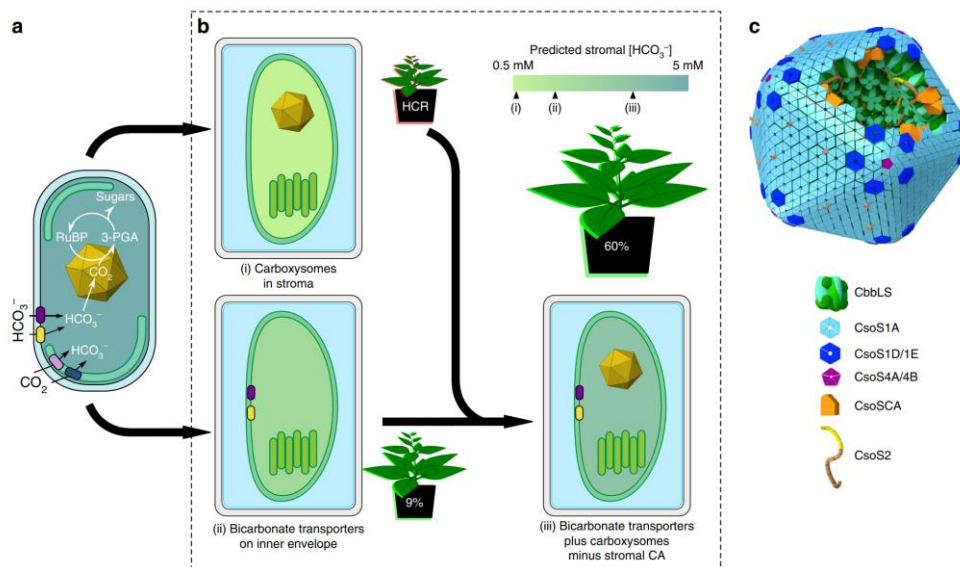 a
Sugars
RuBP 3-PGA
CO₂
HCO₃⁻
HCO₃⁻
HCO₃⁻
CO₂
b
HCR
Predicted stromal [HCO₃⁻]
0.5 mM 5 mM
(i) (ii) (iii)
60%
(i) Carboxysomes
in stroma
9%
(ii) Bicarbonate transporters
on inner envelope
(iii) Bicarbonate transporters
plus carboxysomes
minus stromal CA
c
CbbLS
CsoS1A
CsoS1D/1E
CsoS4A/4B
CsoSCA
CsoS2